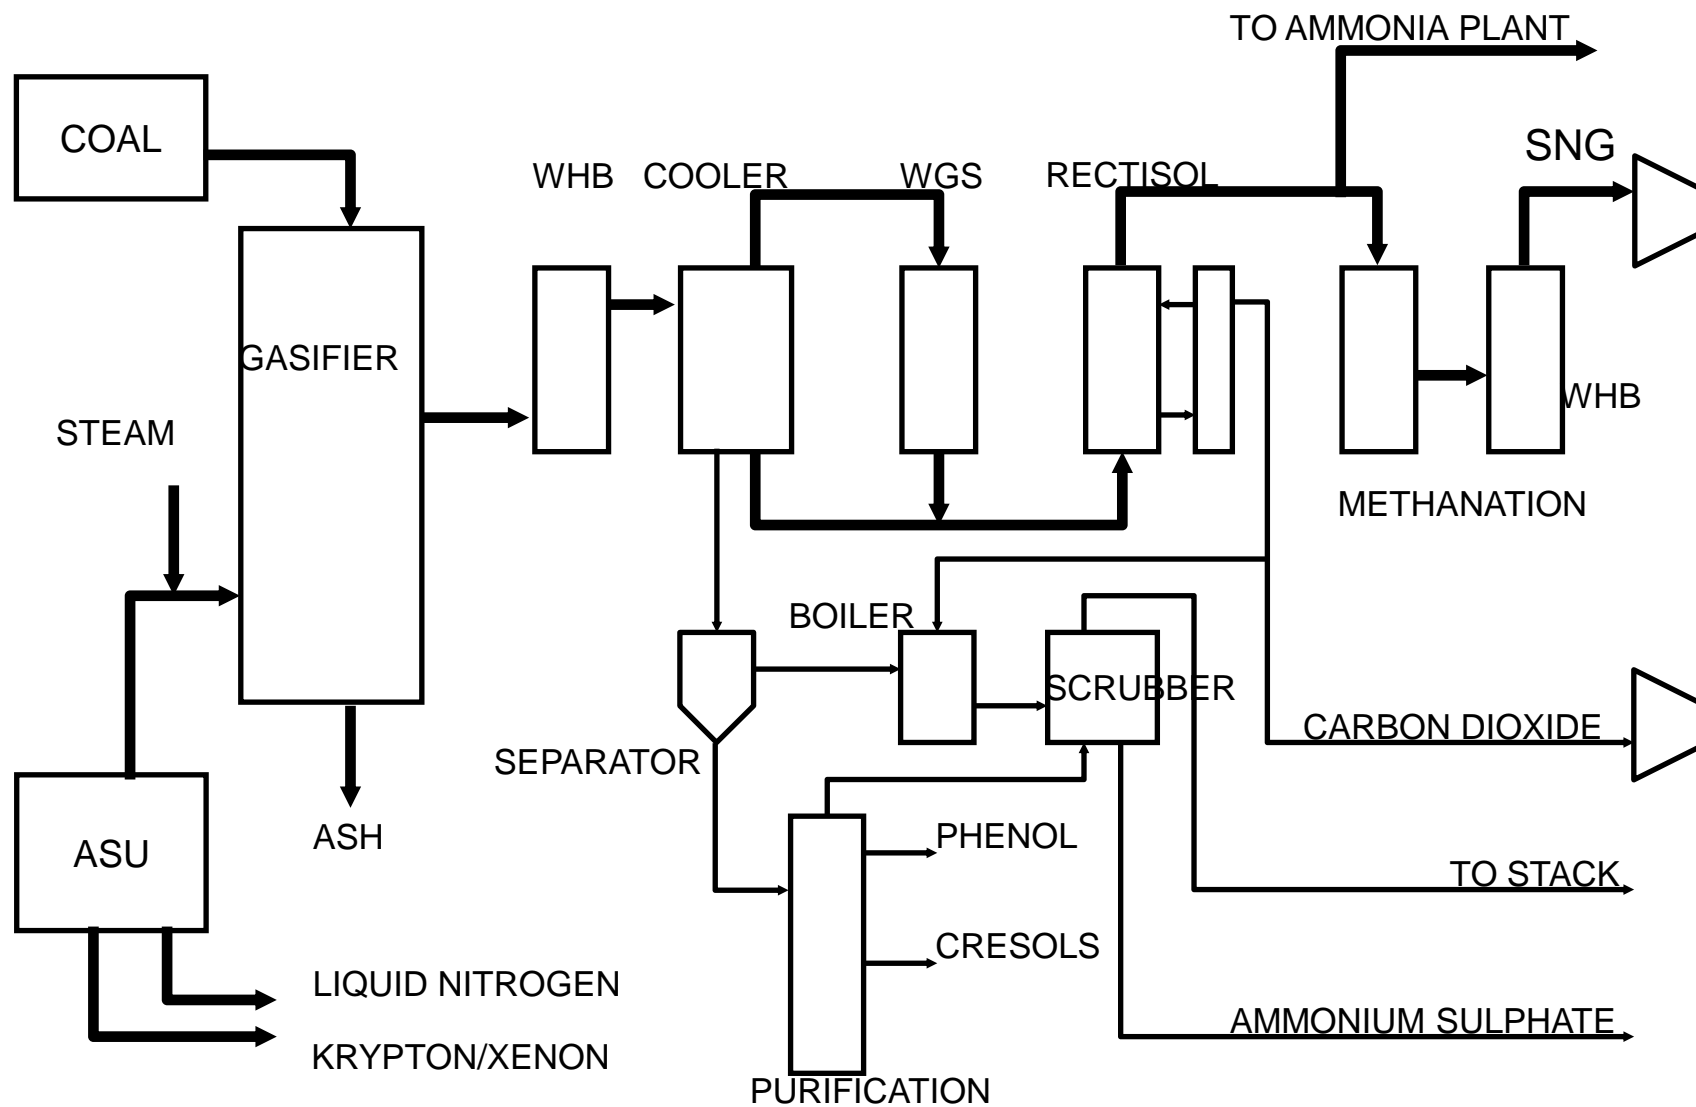 TO AMMONIA PLANT
COAL
SNG
WHB
COOLER
WGS
RECTISOL
GASIFIER
WHB
STEAM
METHANATION
BOILER
SCRUBBER
CARBON DIOXIDE
SEPARATOR
ASH
PHENOL
ASU
TO STACK
CRESOLS
LIQUID NITROGEN
AMMONIUM SULPHATE
KRYPTON/XENON
PURIFICATION